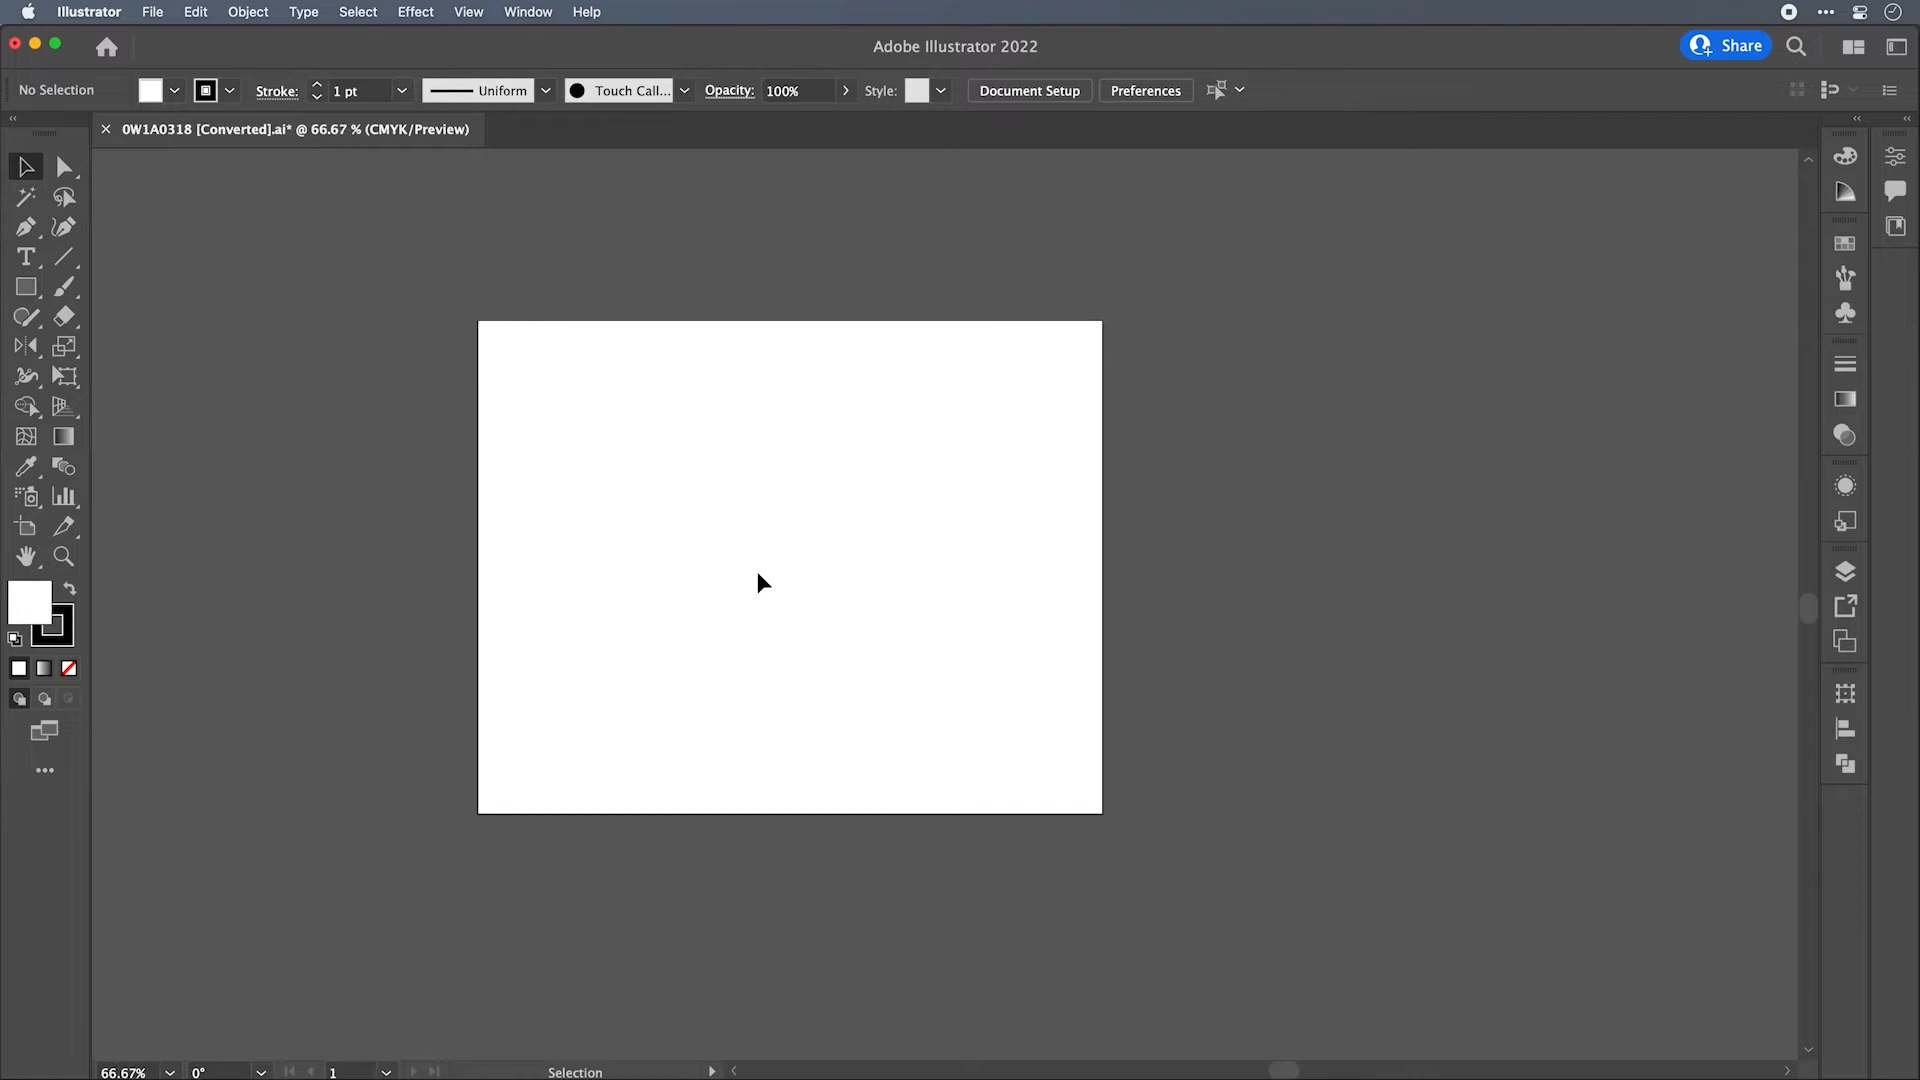 Illustrator File Edit Object Type Select Effect View Window Help
Adobe Illustrator 2022
Share
No Selection Stroke: 1 pt Uniform Touch Call... Opacity: 100% Style: Document Setup Preferences
0W1A0318 [Converted].ai* @ 66.67 % (CMYK/Preview)
66.67% 0° 1 Selection